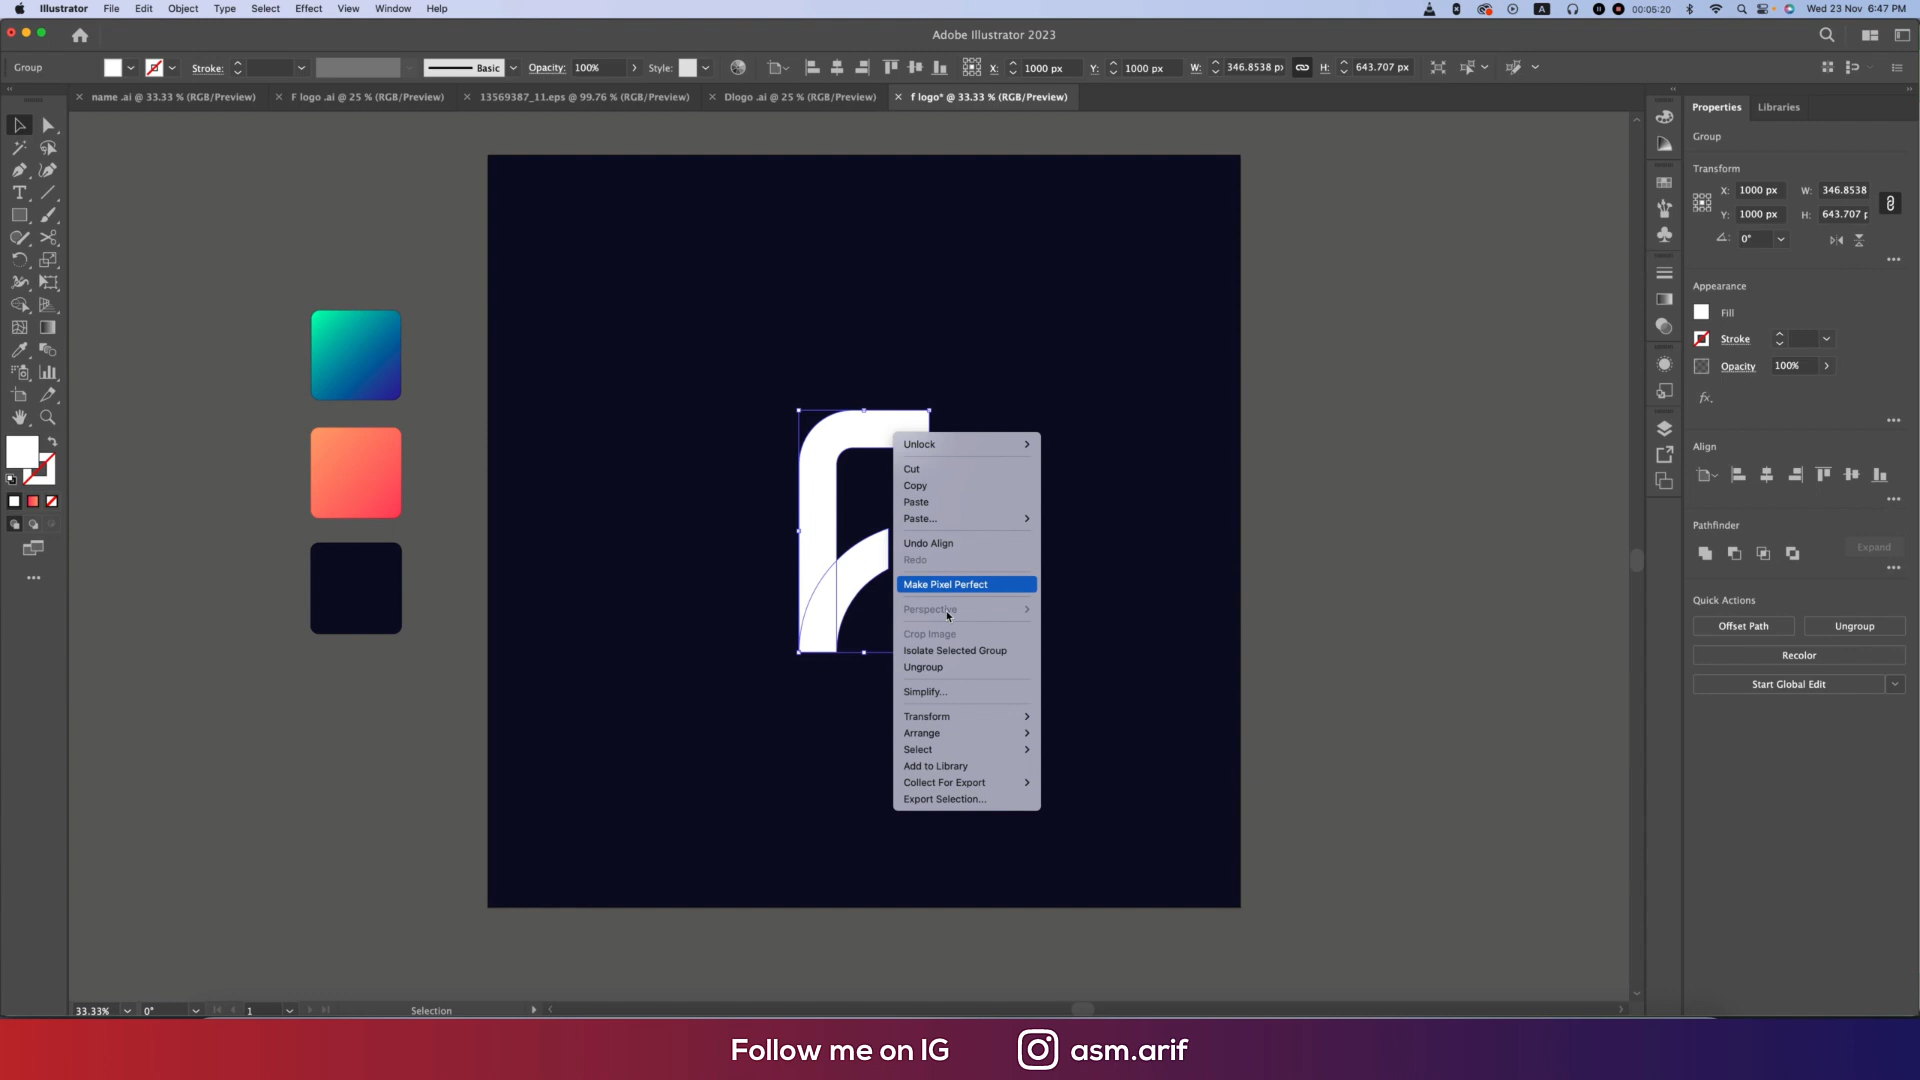 Illustrator File Edit Object Type Select Effect View Window Help
A 00:05:20 Wed 23 Nov 6:47 PM
Adobe Illustrator 2023
Group Stroke: Basic Opacity: 100% Style: X: 1000 px Y: 1000 px W: 346.8538 p H: 643.707 px
name .ai @ 33.33 % (RGB/Preview) F logo .ai @ 25 % (RGB/Preview) 13569387_11.eps @ 99.76 % (RGB/Preview) Dlogo .ai @ 25 % (RGB/Preview) f logo* @ 33.33 % (RGB/Preview)
Properties Libraries
Group
Transform
X: 1000 px W: 346.8538
Y: 1000 px H: 643.707 p
0°
Appearance
Fill
Stroke
Opacity 100%
fx.
Align
Pathfinder
Expand
Quick Actions
Offset Path Ungroup
Recolor
Start Global Edit
Unlock
Cut
Copy
Paste
Paste...
Undo Align
Redo
Make Pixel Perfect
Perspective
Crop Image
Isolate Selected Group
Ungroup
Simplify...
Transform
Arrange
Select
Add to Library
Collect For Export
Export Selection...
33.33% 0° 1 Selection
Follow me on IG asm.arif